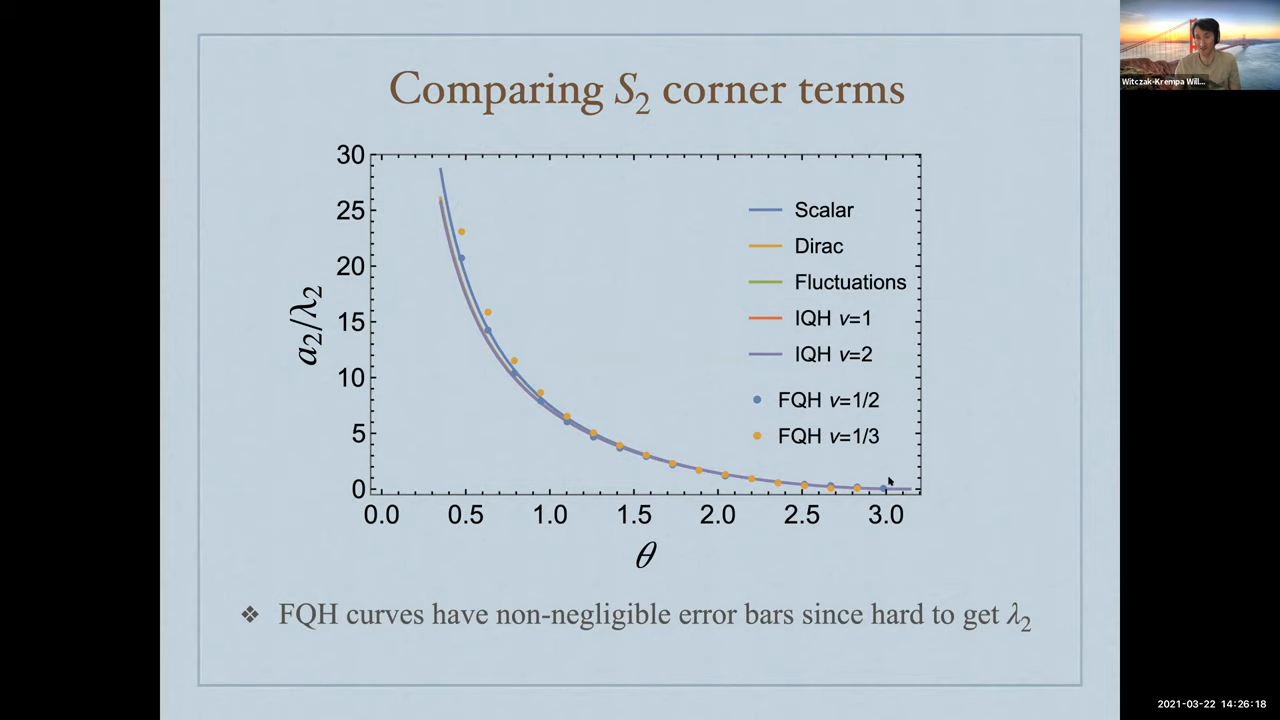 Comparing S₂ corner terms
Witczak-Krempa Will...
30
25
20
15
10
5
0
a₂/λ₂
Scalar
Dirac
Fluctuations
IQH ν=1
IQH ν=2
FQH ν=1/2
FQH ν=1/3
0.0 0.5 1.0 1.5 2.0 2.5 3.0
θ
❖ FQH curves have non-negligible error bars since hard to get λ₂
2021-03-22 14:26:18